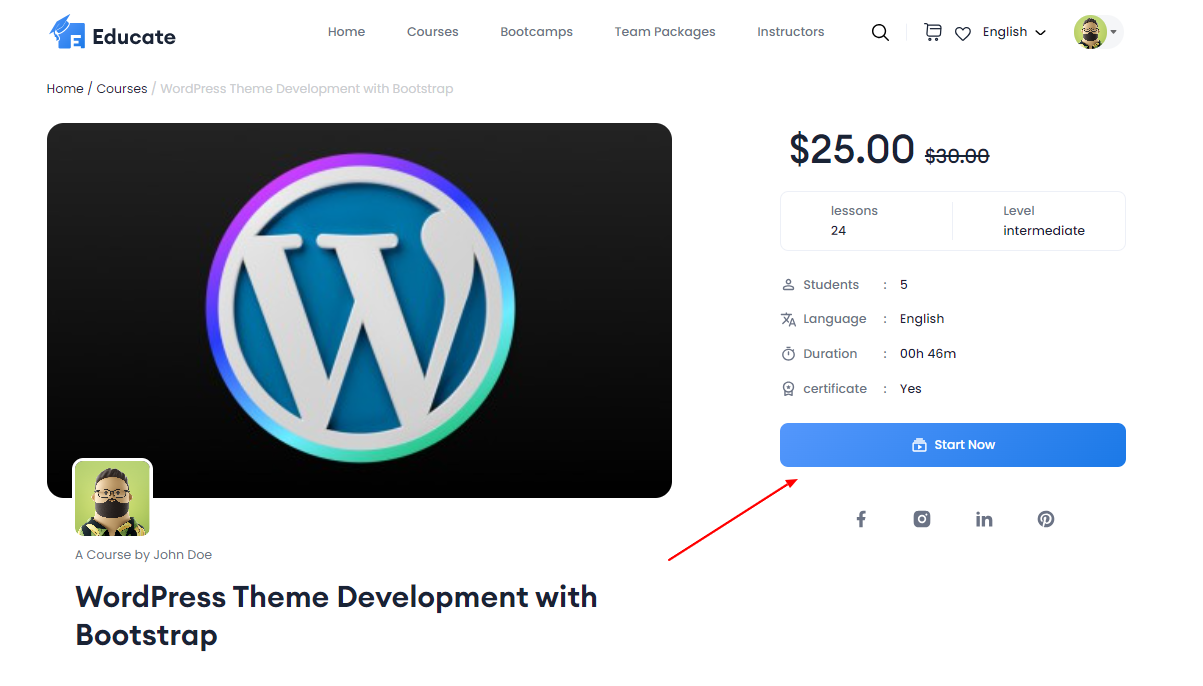 Educate
Home Courses Bootcamps Team Packages Instructors English
Home / Courses / WordPress Theme Development with Bootstrap
$25.00 $30.00
lessons Level
24 intermediate
Students : 5
Language : English
Duration : 00h 46m
certificate : Yes
Start Now
A Course by John Doe
WordPress Theme Development with
Bootstrap